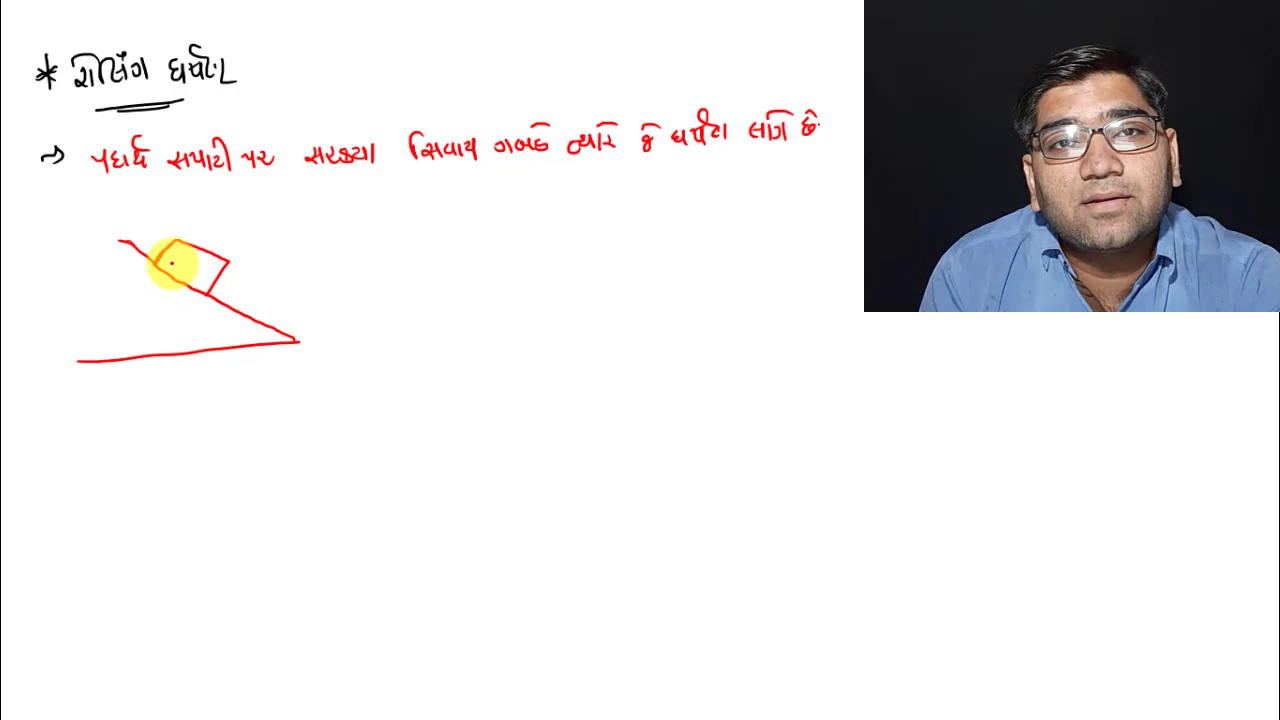 * રોલિંગ ઘર્ષણ
→ પદાર્થ સપાટી પર સરક્યા સિવાય ગબડે ત્યારે જે ઘર્ષણ લાગે છે.